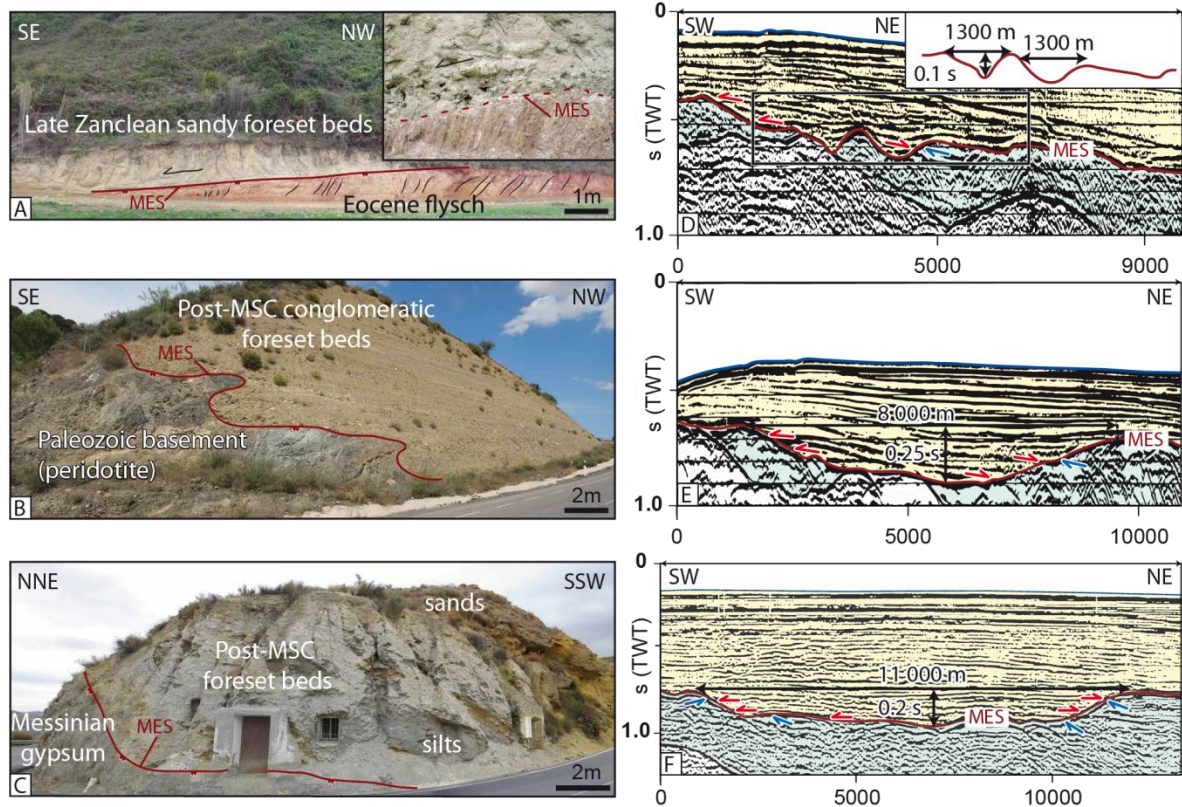 SE
NW
Late Zanclean sandy foreset beds
MES
MES
Eocene flysch
1m
A
SE
NW
Post-MSC conglomeratic
foreset beds
MES
Paleozoic basement
(peridotite)
2m
B
NNE
SSW
sands
Post-MSC
foreset beds
Messinian
gypsum
MES
silts
2m
C
0
SW
NE
1300 m
1300 m
0.1 s
s (TWT)
MES
1.0
D
0
5000
9000
0
SW
NE
s (TWT)
8 000 m
0.25 s
MES
1.0
E
0
5000
10000
0
SW
NE
s (TWT)
11 000 m
0.2 s
MES
1.0
F
0
5000
10000